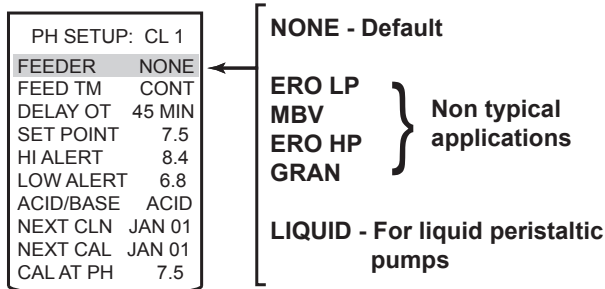 PH SETUP: CL 1
FEEDER NONE
FEED TM CONT
DELAY OT 45 MIN
SET POINT 7.5
HI ALERT 8.4
LOW ALERT 6.8
ACID/BASE ACID
NEXT CLN JAN 01
NEXT CAL JAN 01
CAL AT PH 7.5
NONE - Default
ERO LP
MBV
ERO HP
GRAN
Non typical
applications
LIQUID - For liquid peristaltic
pumps